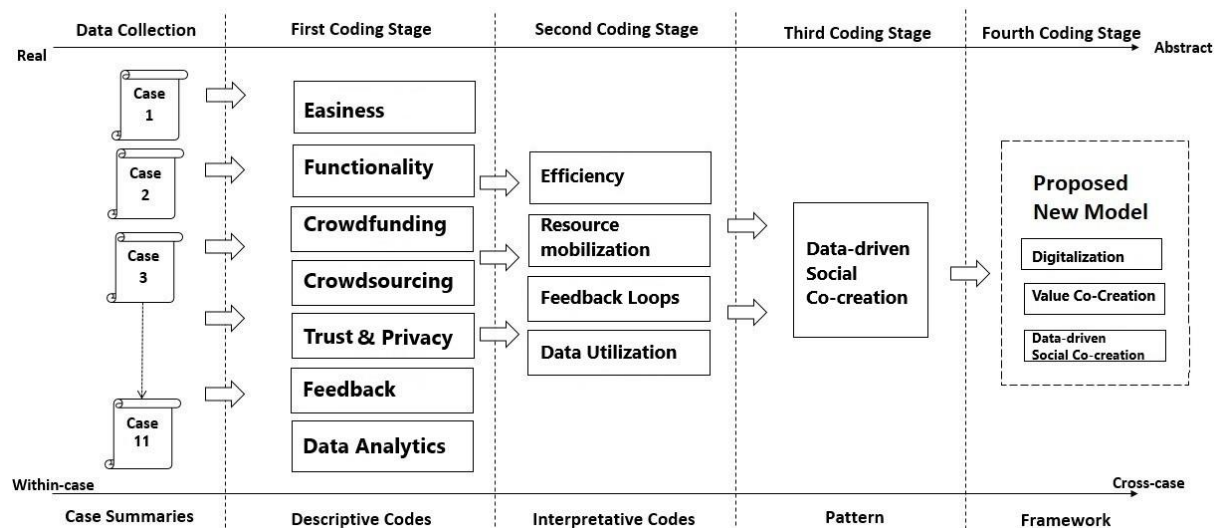 Data Collection
First Coding Stage
Second Coding Stage
Third Coding Stage
Fourth Coding Stage
Real
Abstract
Case
1
Case
2
Case
3
Case
11
Easiness
Functionality
Crowdfunding
Crowdsourcing
Trust & Privacy
Feedback
Data Analytics
Efficiency
Resource
mobilization
Feedback Loops
Data Utilization
Data-driven
Social
Co-creation
Proposed
New Model
Digitalization
Value Co-Creation
Data-driven
Social Co-creation
Within-case
Cross-case
Case Summaries
Descriptive Codes
Interpretative Codes
Pattern
Framework